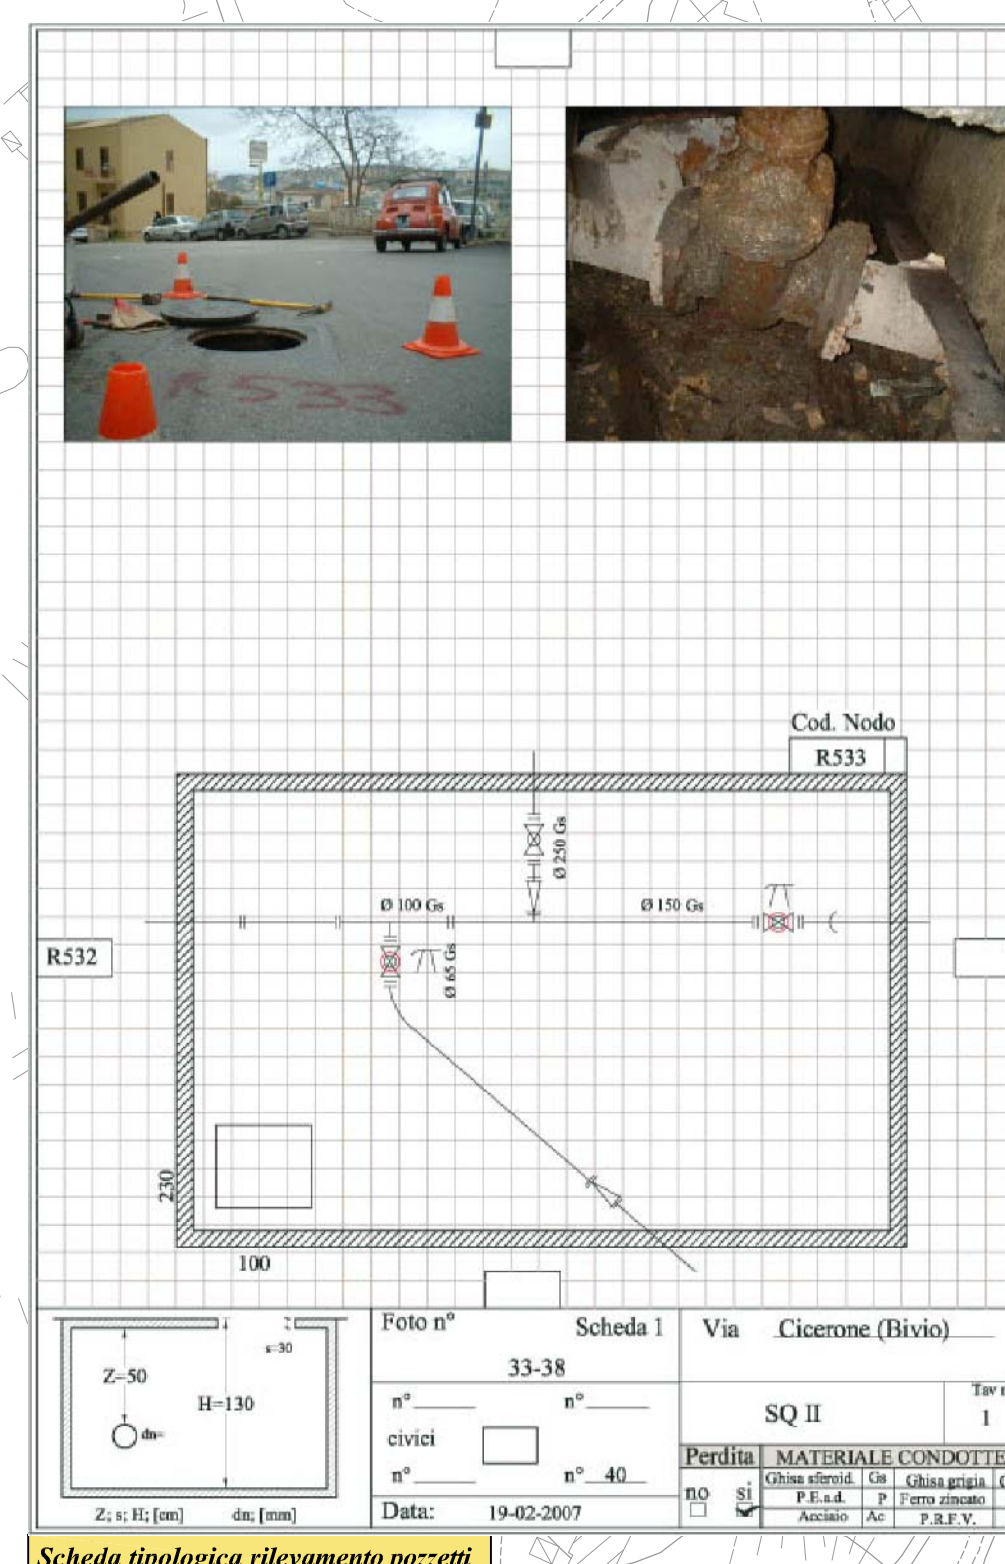 R533
Cod. Nodo
R533
Ø 250 Gs
Ø 100 Gs
Ø 150 Gs
R532
Ø 65 Gs
230
100
s=30
Z=50
H=130
dn=
Z; s; H; [cm] dn; [mm]
Foto n° Scheda 1
33-38
n° n°
civici
n° n° 40
Data: 19-02-2007
Via Cicerone (Bivio)
Tav
SQ II 1
Perdita MATERIALE CONDOTTE
no si
Ghisa sferoid. Gs Ghisa grigia
P.E.a.d. P Ferro zincato
Acciaio Ac P.R.F.V.
Scheda tipologica rilevamento pozzetti